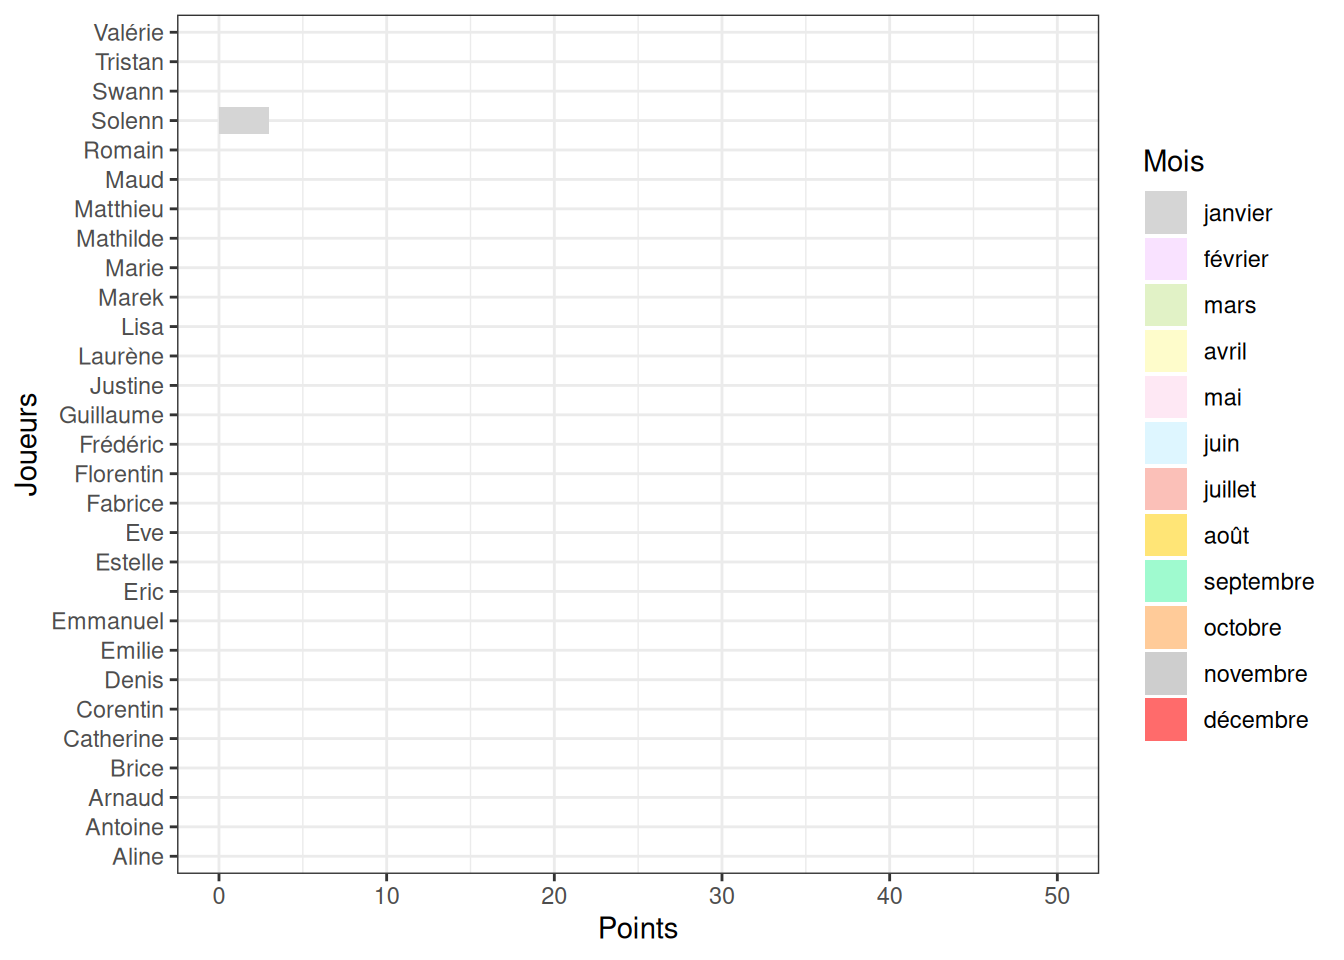 Valérie
Tristan
Swann
Solenn
Romain
Maud
Matthieu
Mathilde
Marie
Marek
Lisa
Laurène
Justine
Guillaume
Frédéric
Florentin
Fabrice
Eve
Estelle
Eric
Emmanuel
Emilie
Denis
Corentin
Catherine
Brice
Arnaud
Antoine
Aline
Joueurs
0 10 20 30 40 50
Points
Mois
janvier
février
mars
avril
mai
juin
juillet
août
septembre
octobre
novembre
décembre